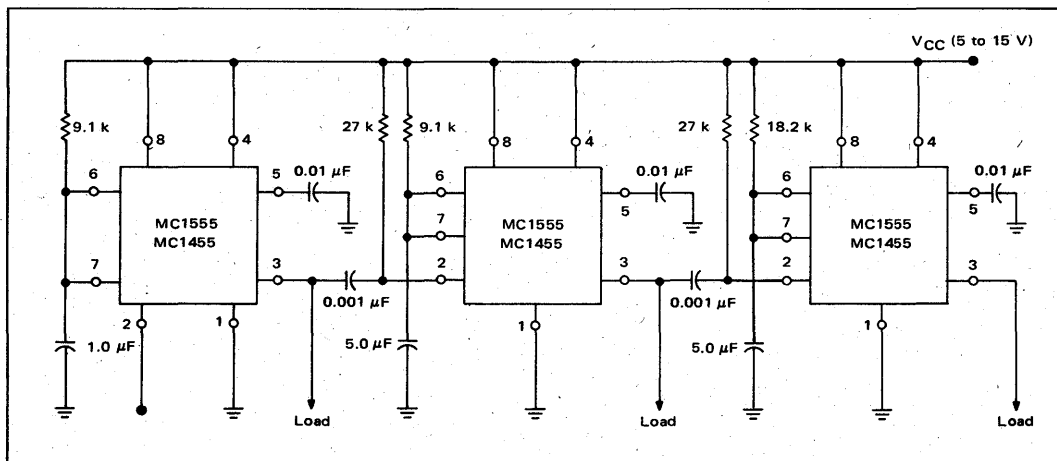 VCC (5 to 15 V)
9.1 k
27 k
9.1 k
27 k
18.2 k
8
4
8
4
8
4
6
5
0.01 µF
6
5
0.01 µF
6
5
0.01 µF
7
7
7
MC1555
MC1455
MC1555
MC1455
MC1555
MC1455
3
2
3
2
3
0.001 µF
0.001 µF
2
1
1
1
1.0 µF
5.0 µF
5.0 µF
Load
Load
Load